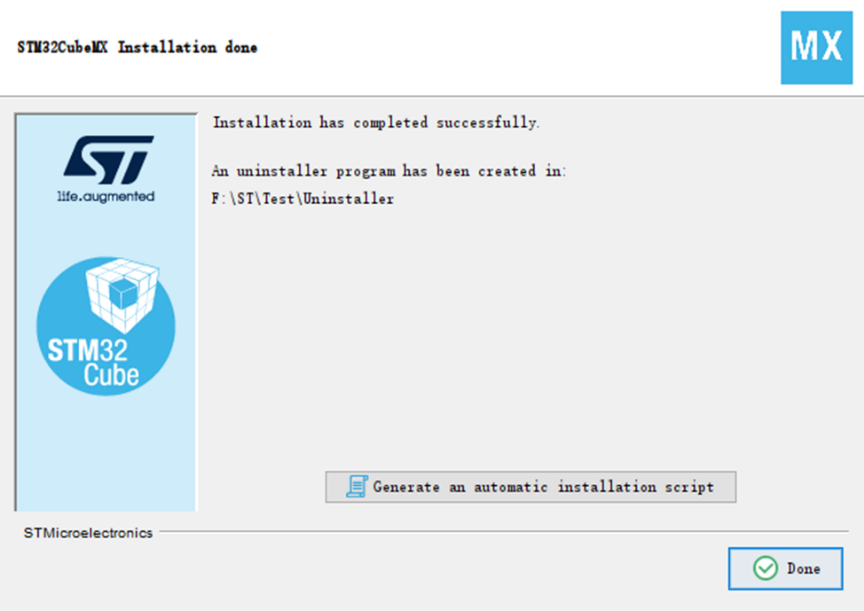 STM32CubeMX Installation done
MX
Installation has completed successfully.
An uninstaller program has been created in:
F:\ST\Test\Uninstaller
ST
life.augmented
STM32
Cube
Generate an automatic installation script
STMicroelectronics
Done